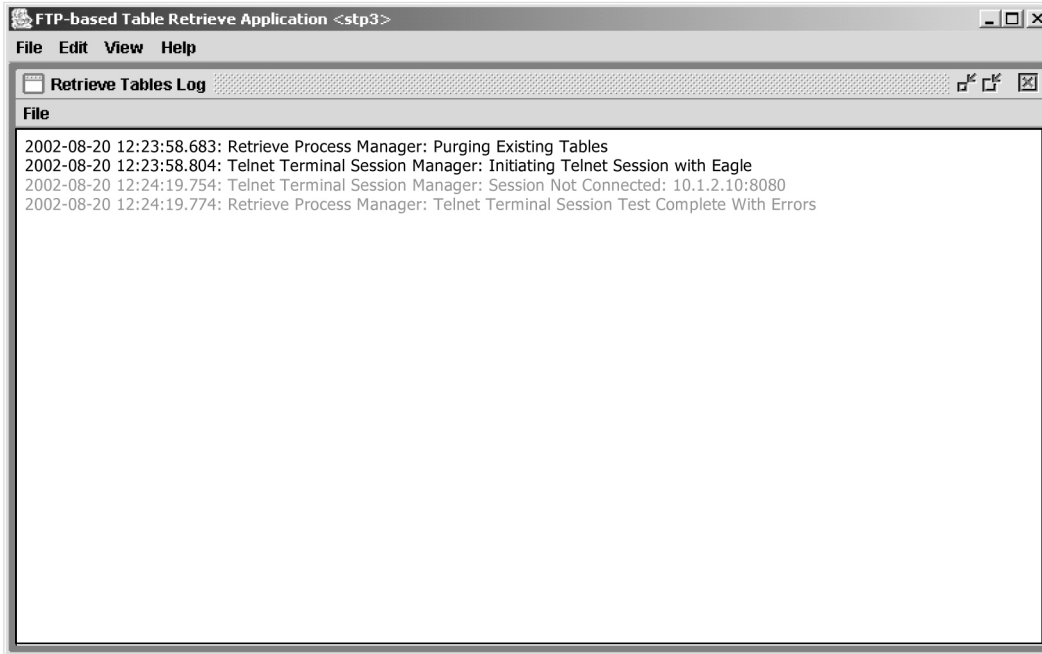 FTP-based Table Retrieve Application <stp3>
File Edit View Help
Retrieve Tables Log
File
2002-08-20 12:23:58.683: Retrieve Process Manager: Purging Existing Tables
2002-08-20 12:23:58.804: Telnet Terminal Session Manager: Initiating Telnet Session with Eagle
2002-08-20 12:24:19.754: Telnet Terminal Session Manager: Session Not Connected: 10.1.2.10:8080
2002-08-20 12:24:19.774: Retrieve Process Manager: Telnet Terminal Session Test Complete With Errors